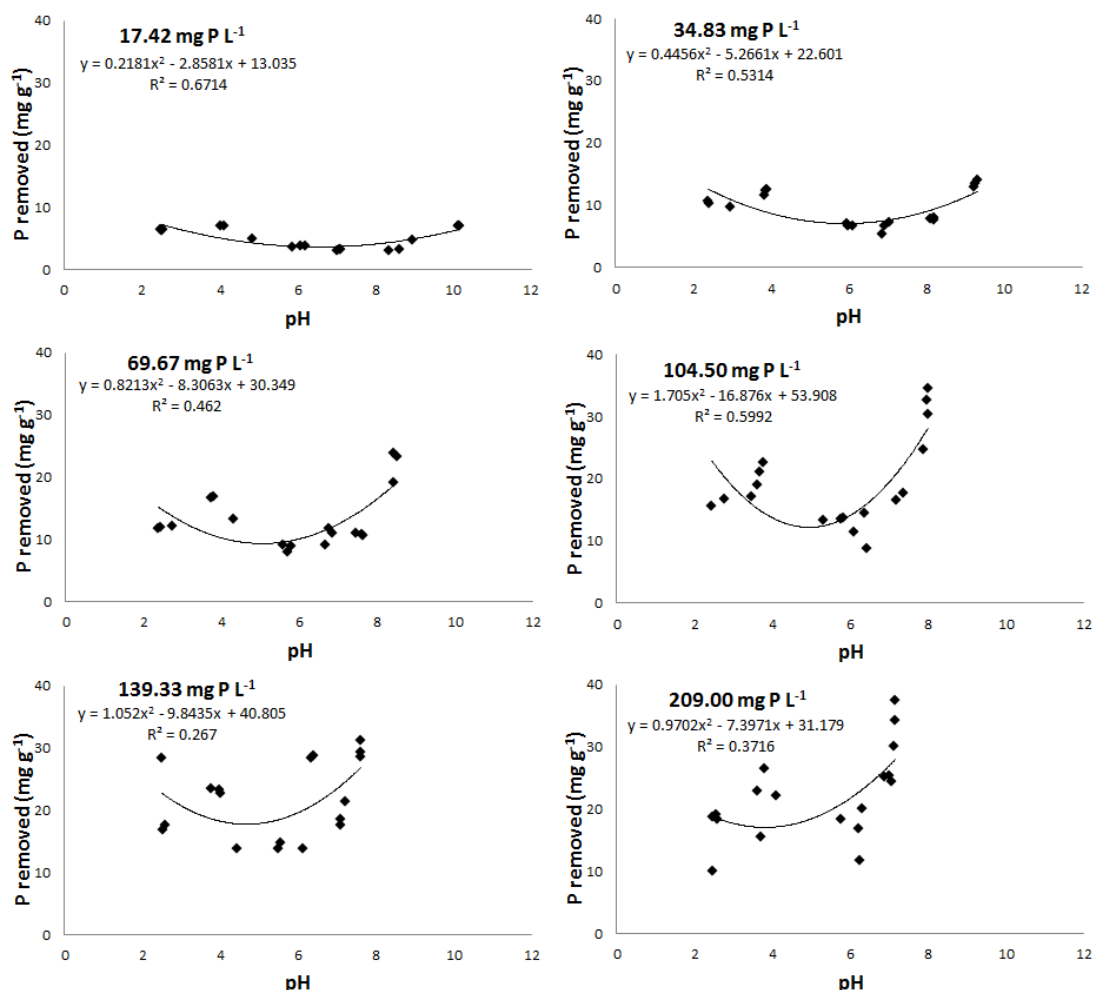 17.42 mg P L⁻¹
y = 0.2181x² - 2.8581x + 13.035
R² = 0.6714
P removed (mg g⁻¹)
40
30
20
10
0
0 2 4 6 8 10 12
pH
34.83 mg P L⁻¹
y = 0.4456x² - 5.2661x + 22.601
R² = 0.5314
P removed (mg g⁻¹)
40
30
20
10
0
0 2 4 6 8 10 12
pH
69.67 mg P L⁻¹
y = 0.8213x² - 8.3063x + 30.349
R² = 0.462
P removed (mg g⁻¹)
40
30
20
10
0
0 2 4 6 8 10 12
pH
104.50 mg P L⁻¹
y = 1.705x² - 16.876x + 53.908
R² = 0.5992
P removed (mg g⁻¹)
40
30
20
10
0
0 2 4 6 8 10 12
pH
139.33 mg P L⁻¹
y = 1.052x² - 9.8435x + 40.805
R² = 0.267
P removed (mg g⁻¹)
40
30
20
10
0
0 2 4 6 8 10 12
pH
209.00 mg P L⁻¹
y = 0.9702x² - 7.3971x + 31.179
R² = 0.3716
P removed (mg g⁻¹)
40
30
20
10
0
0 2 4 6 8 10 12
pH